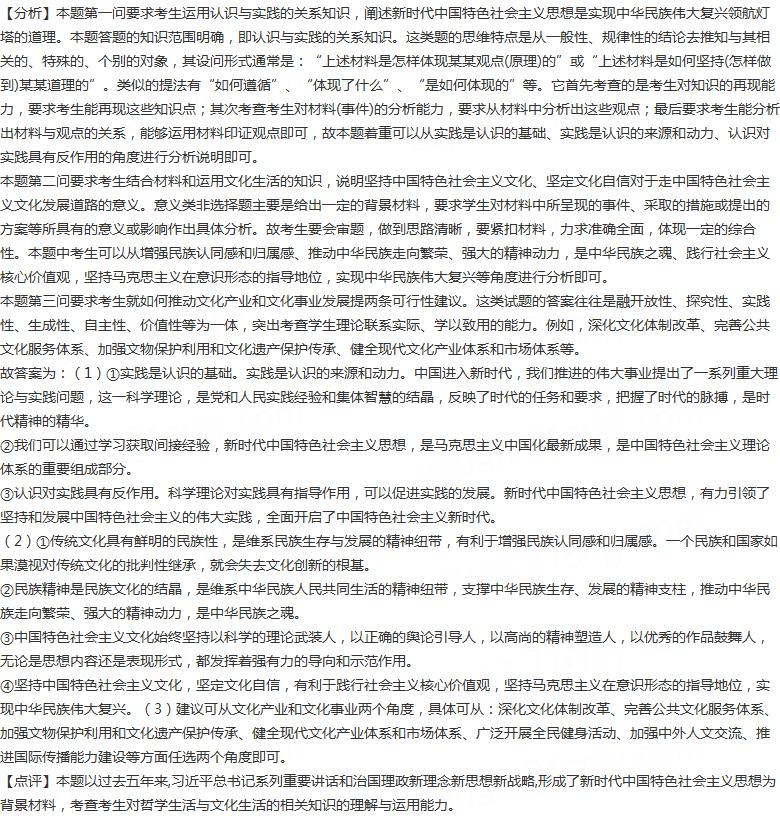 【分析】本题第一问要求考生运用认识与实践的关系知识，阐述新时代中国特色社会主义思想是实现中华民族伟大复兴领航灯
塔的道理。本题答题的知识范围明确，即认识与实践的关系知识。这类题的思维特点是从一般性、规律性的结论去推知与其相
关的、特殊的、个别的对象，其设问形式通常是：“上述材料是怎样体现某某观点(原理)的”或“上述材料是如何坚持(怎样做
到)某某道理的”。类似的提法有“如何遵循”、“体现了什么”、“是如何体现的”等。它首先考查的是考生对知识的再现能
力，要求考生能再现这些知识点；其次考查考生对材料(事件)的分析能力，要求从材料中分析出这些观点；最后要求考生能分析
出材料与观点的关系，能够运用材料印证观点即可，故本题着重可以从实践是认识的基础、实践是认识的来源和动力、认识对
实践具有反作用的角度进行分析说明即可。
本题第二问要求考生结合材料和运用文化生活的知识，说明坚持中国特色社会主义文化、坚定文化自信对于走中国特色社会主
义文化发展道路的意义。意义类非选择题主要是给出一定的背景材料，要求学生对材料中所呈现的事件、采取的措施或提出的
方案等所具有的意义或影响作出具体分析。故考生要会审题，做到思路清晰，要紧扣材料，力求准确全面，体现一定的综合
性。本题中考生可以从增强民族认同感和归属感、推动中华民族走向繁荣、强大的精神动力，是中华民族之魂、践行社会主义
核心价值观，坚持马克思主义在意识形态的指导地位，实现中华民族伟大复兴等角度进行分析即可。
本题第三问要求考生就如何推动文化产业和文化事业发展提两条可行性建议。这类试题的答案往往是融开放性、探究性、实践
性、生成性、自主性、价值性等为一体，突出考查学生理论联系实际、学以致用的能力。例如，深化文化体制改革、完善公共
文化服务体系、加强文物保护利用和文化遗产保护传承、健全现代文化产业体系和市场体系等。
故答案为：（1）①实践是认识的基础。实践是认识的来源和动力。中国进入新时代，我们推进的伟大事业提出了一系列重大理
论与实践问题，这一科学理论，是党和人民实践经验和集体智慧的结晶，反映了时代的任务和要求，把握了时代的脉搏，是时
代精神的精华。
②我们可以通过学习获取间接经验，新时代中国特色社会主义思想，是马克思主义中国化最新成果，是中国特色社会主义理论
体系的重要组成部分。
③认识对实践具有反作用。科学理论对实践具有指导作用，可以促进实践的发展。新时代中国特色社会主义思想，有力引领了
坚持和发展中国特色社会主义的伟大实践，全面开启了中国特色社会主义新时代。
（2）①传统文化具有鲜明的民族性，是维系民族生存与发展的精神纽带，有利于增强民族认同感和归属感。一个民族和国家如
果漠视对传统文化的批判性继承，就会失去文化创新的根基。
②民族精神是民族文化的结晶，是维系中华民族人民共同生活的精神纽带，支撑中华民族生存、发展的精神支柱，推动中华民
族走向繁荣、强大的精神动力，是中华民族之魂。
③中国特色社会主义文化始终坚持以科学的理论武装人，以正确的舆论引导人，以高尚的精神塑造人，以优秀的作品鼓舞人，
无论是思想内容还是表现形式，都发挥着强有力的导向和示范作用。
④坚持中国特色社会主义文化，坚定文化自信，有利于践行社会主义核心价值观，坚持马克思主义在意识形态的指导地位，实
现中华民族伟大复兴。（3）建议可从文化产业和文化事业两个角度，具体可从：深化文化体制改革、完善公共文化服务体系、
加强文物保护利用和文化遗产保护传承、健全现代文化产业体系和市场体系、广泛开展全民健身活动、加强中外人文交流、推
进国际传播能力建设等方面任选两个角度即可。
【点评】本题以过去五年来,习近平总书记系列重要讲话和治国理政新理念新思想新战略,形成了新时代中国特色社会主义思想为
背景材料，考查考生对哲学生活与文化生活的相关知识的理解与运用能力。